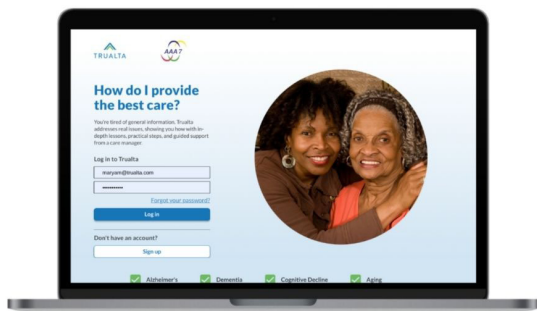 TRUALTA
AAA7
How do I provide
the best care?
You're tired of general information. Trualta
addresses real issues, showing you how with in-
depth lessons, practical steps, and guided support
from a care manager.
Log in to Trualta
maryam@trualta.com
Forgot your password?
Log in
Don't have an account?
Sign up
Alzheimer's Dementia Cognitive Decline Aging